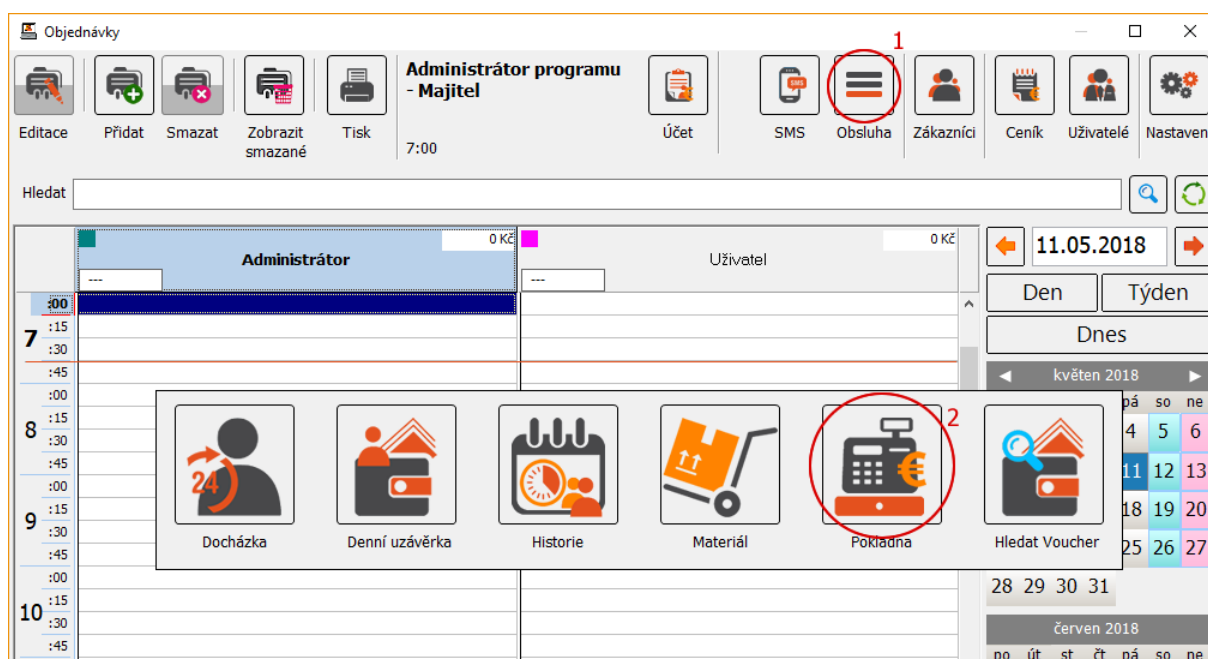 Objednávky
1
Administrátor programu
- Majitel
7:00
Editace Přidat Smazat Zobrazit smazané Tisk Účet SMS Obsluha Zákazníci Ceník Uživatelé Nastaven
Hledat
0 Kč 0 Kč
Administrátor Uživatel
--- ---
11.05.2018
Den Týden
Dnes
7 :00
:15
:30
:45
květen 2018
pá so ne
8 :00
:15
:30
:45
4 5 6
11 12 13
9 :00
:15
:30
:45
18 19 20
25 26 27
28 29 30 31
24
SMS
2
Docházka Denní uzávěrka Historie Materiál Pokladna Hledat Voucher
10 :00
:15
:30
:45
červen 2018
po út st čt pá so ne